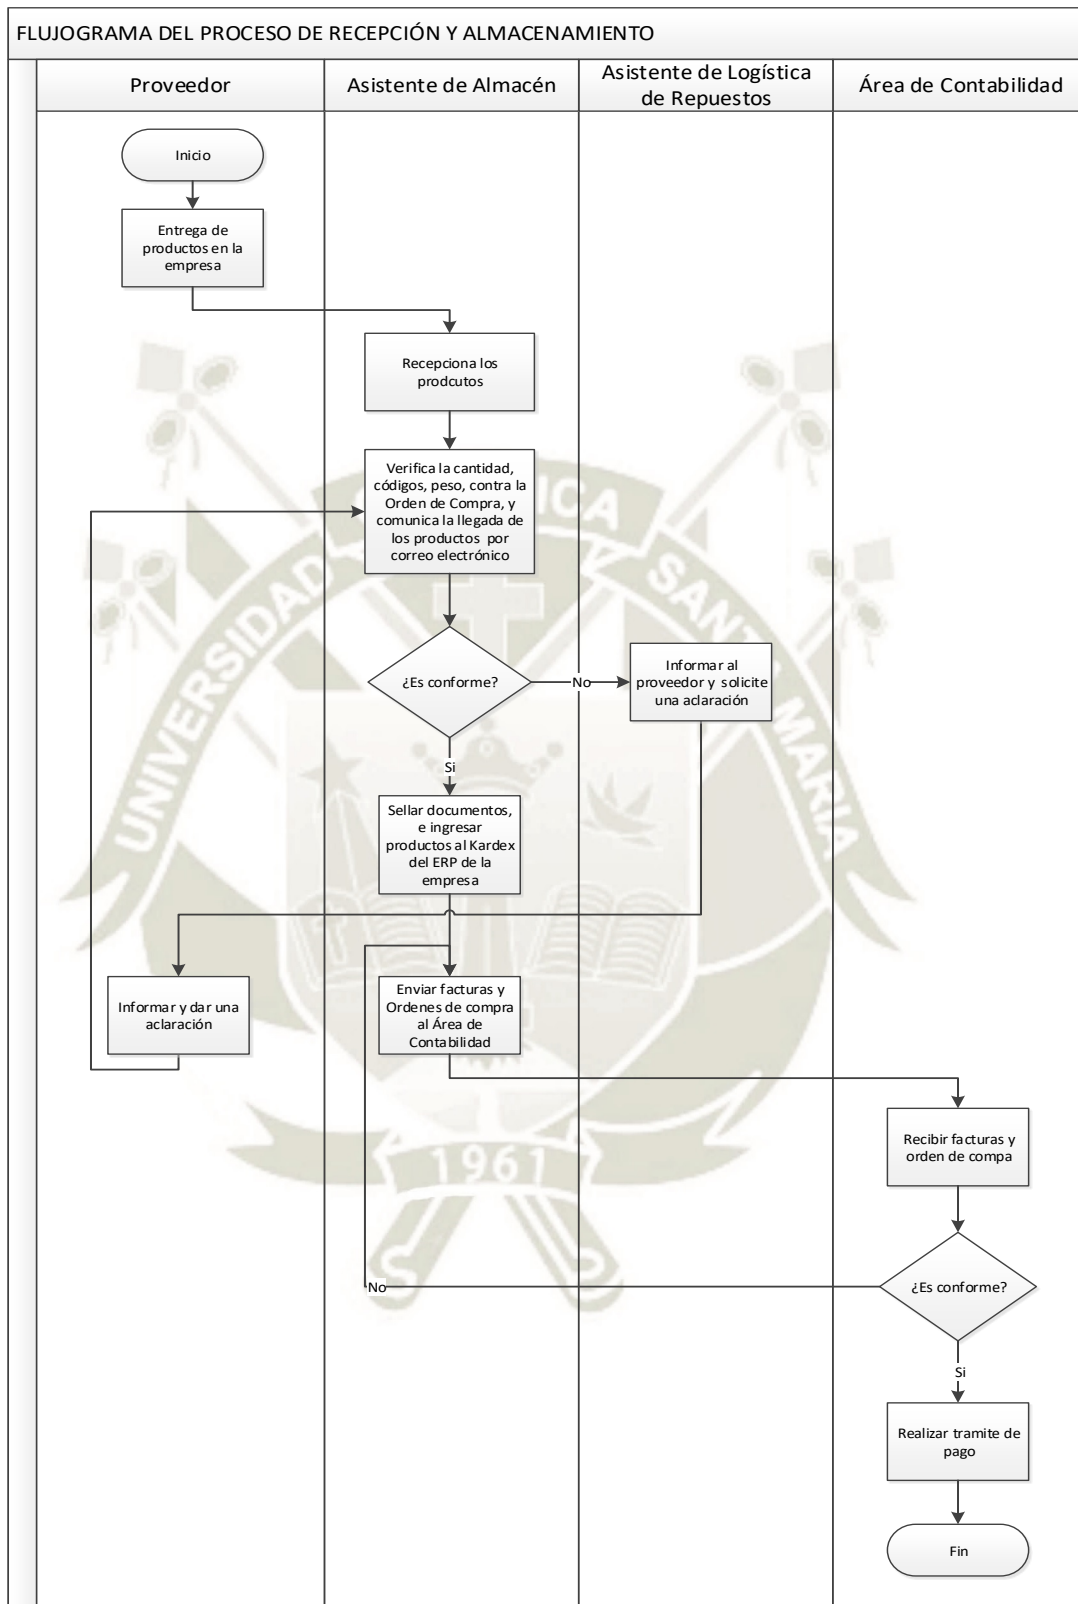 FLUJOGRAMA DEL PROCESO DE RECEPCIÓN Y ALMACENAMIENTO
Proveedor
Asistente de Almacén
Asistente de Logística
de Repuestos
Área de Contabilidad
Inicio
Entrega de
productos en la
empresa
Recepciona los
prodcutos
Verifica la cantidad,
códigos, peso, contra la
Orden de Compra, y
comunica la llegada de
los productos por
correo electrónico
¿Es conforme?
No
Informar al
proveedor y solicite
una aclaración
Si
Sellar documentos,
e ingresar
productos al Kardex
del ERP de la
empresa
Informar y dar una
aclaración
Enviar facturas y
Ordenes de compra
al Área de
Contabilidad
Recibir facturas y
orden de compa
¿Es conforme?
No
Si
Realizar tramite de
pago
Fin
UNIVERSIDAD
SANTA MARIA
1961